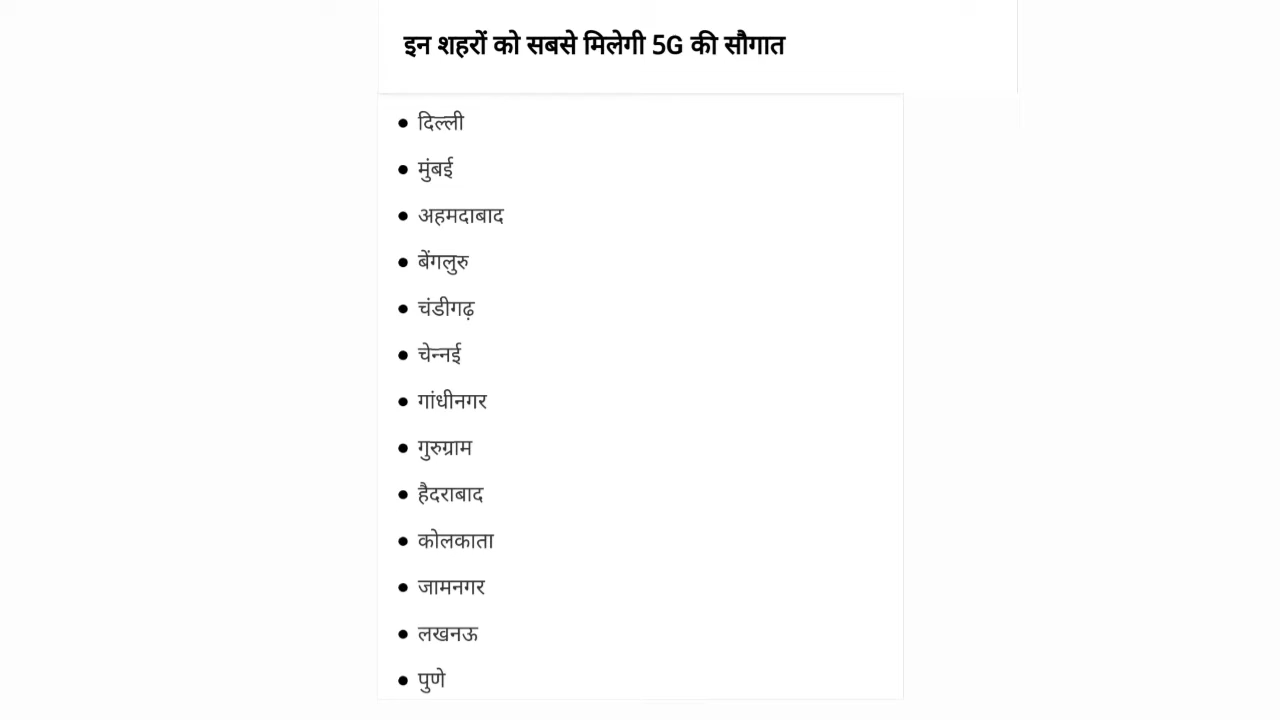 इन शहरों को सबसे मिलेगी 5G की सौगात
• दिल्ली
• मुंबई
• अहमदाबाद
• बेंगलुरु
• चंडीगढ़
• चेन्नई
• गांधीनगर
• गुरुग्राम
• हैदराबाद
• कोलकाता
• जामनगर
• लखनऊ
• पुणे